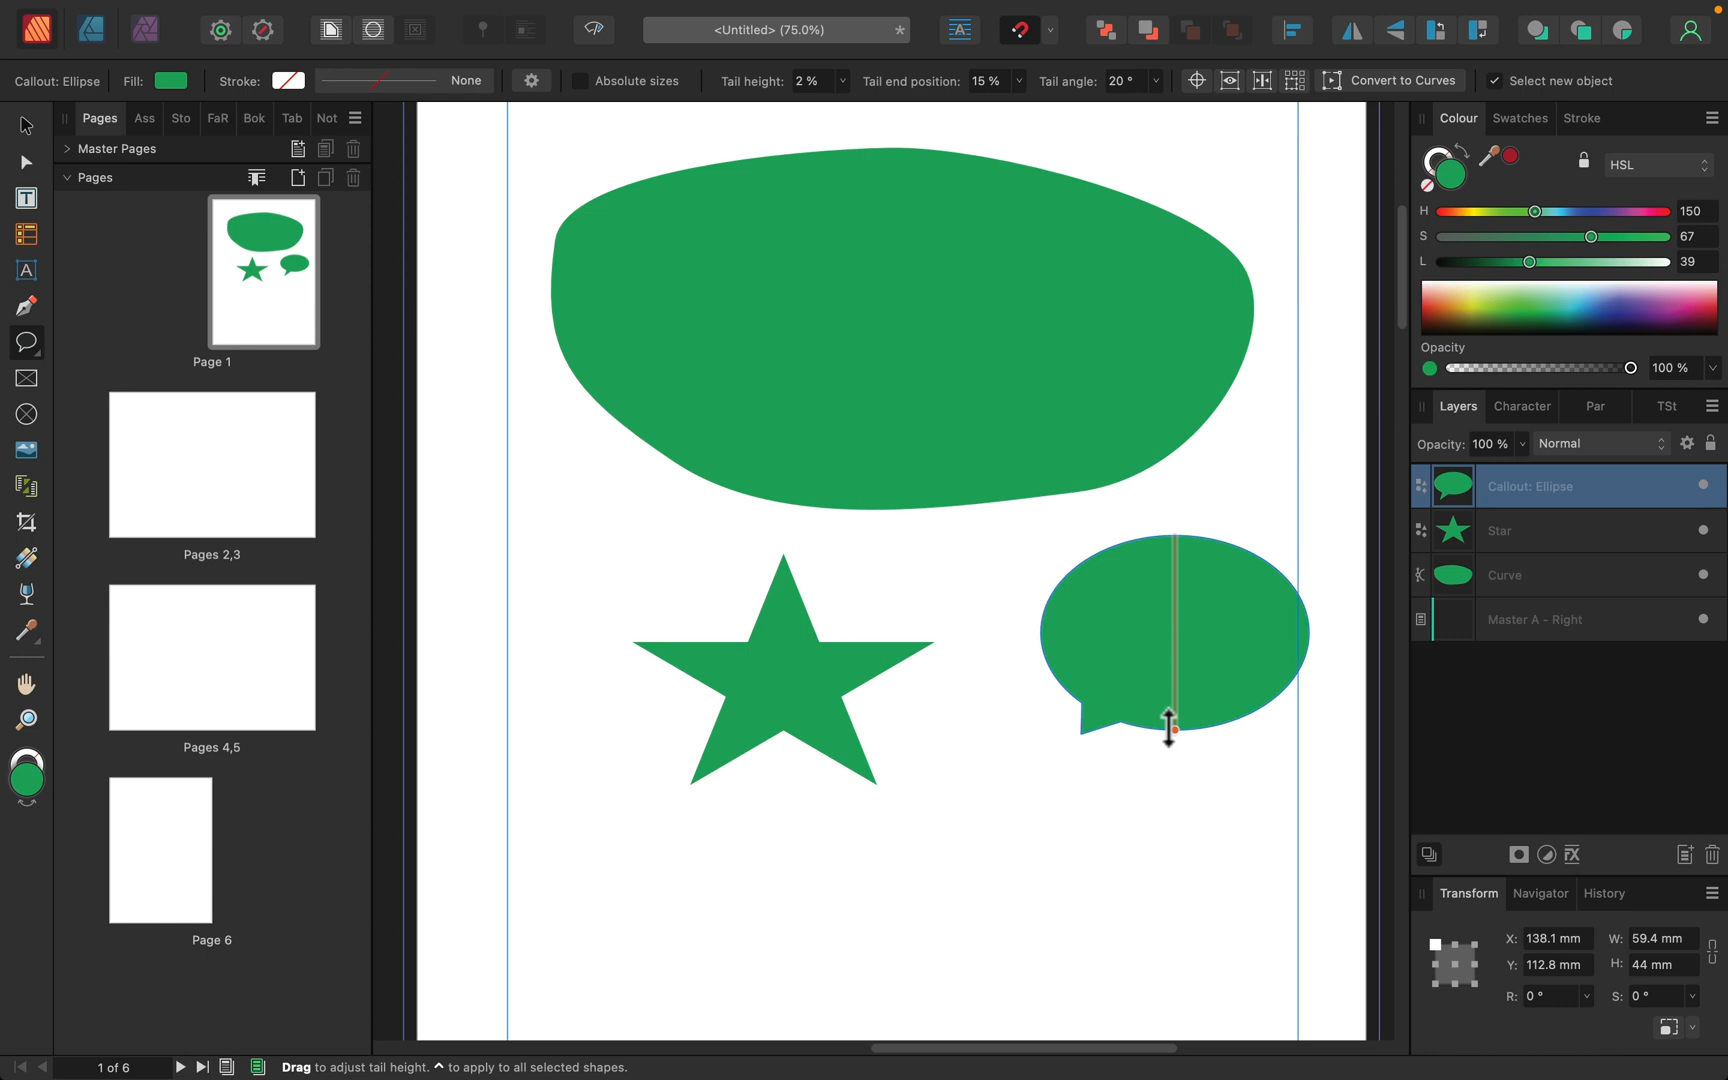 <Untitled> (75.0%)
*
Callout: Ellipse
Fill:
Stroke:
None
Absolute sizes
Tail height: 2 %
Tail end position: 15 %
Tail angle: 20 °
Convert to Curves
Select new object
Pages Ass Sto FaR Bok Tab Not
Master Pages
Pages
Page 1
Pages 2,3
Pages 4,5
Page 6
Colour Swatches Stroke
HSL
H 150
S 67
L 39
Opacity
100 %
Layers Character Par TSt
Opacity: 100 % Normal
Callout: Ellipse
Star
Curve
Master A - Right
Transform Navigator History
X: 138.1 mm W: 59.4 mm
Y: 112.8 mm H: 44 mm
R: 0 ° S: 0 °
1 of 6
Drag to adjust tail height. ⌃ to apply to all selected shapes.